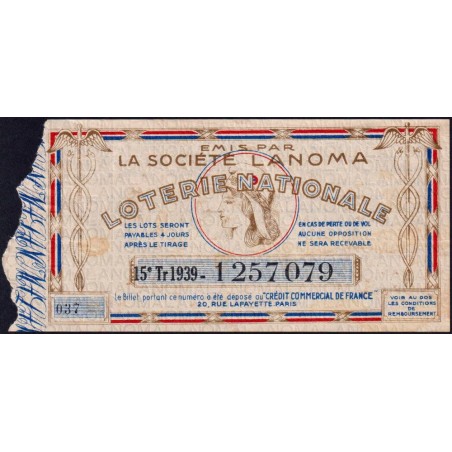 EMIS PAR
LA SOCIÉTÉ LANOMA
LOTERIE NATIONALE
LES LOTS SERONT
PAYABLES 4 JOURS
APRÈS LE TIRAGE
EN CAS DE PERTE OU DE VOL
AUCUNE OPPOSITION
NE SERA RECEVABLE
15e Tr 1939 - 1257079
037
Le Billet portant ce numéro a été déposé au "CRÉDIT COMMERCIAL DE FRANCE"
20, RUE LAFAYETTE PARIS
VOIR AU DOS
LES CONDITIONS
DE
REMBOURSEMENT